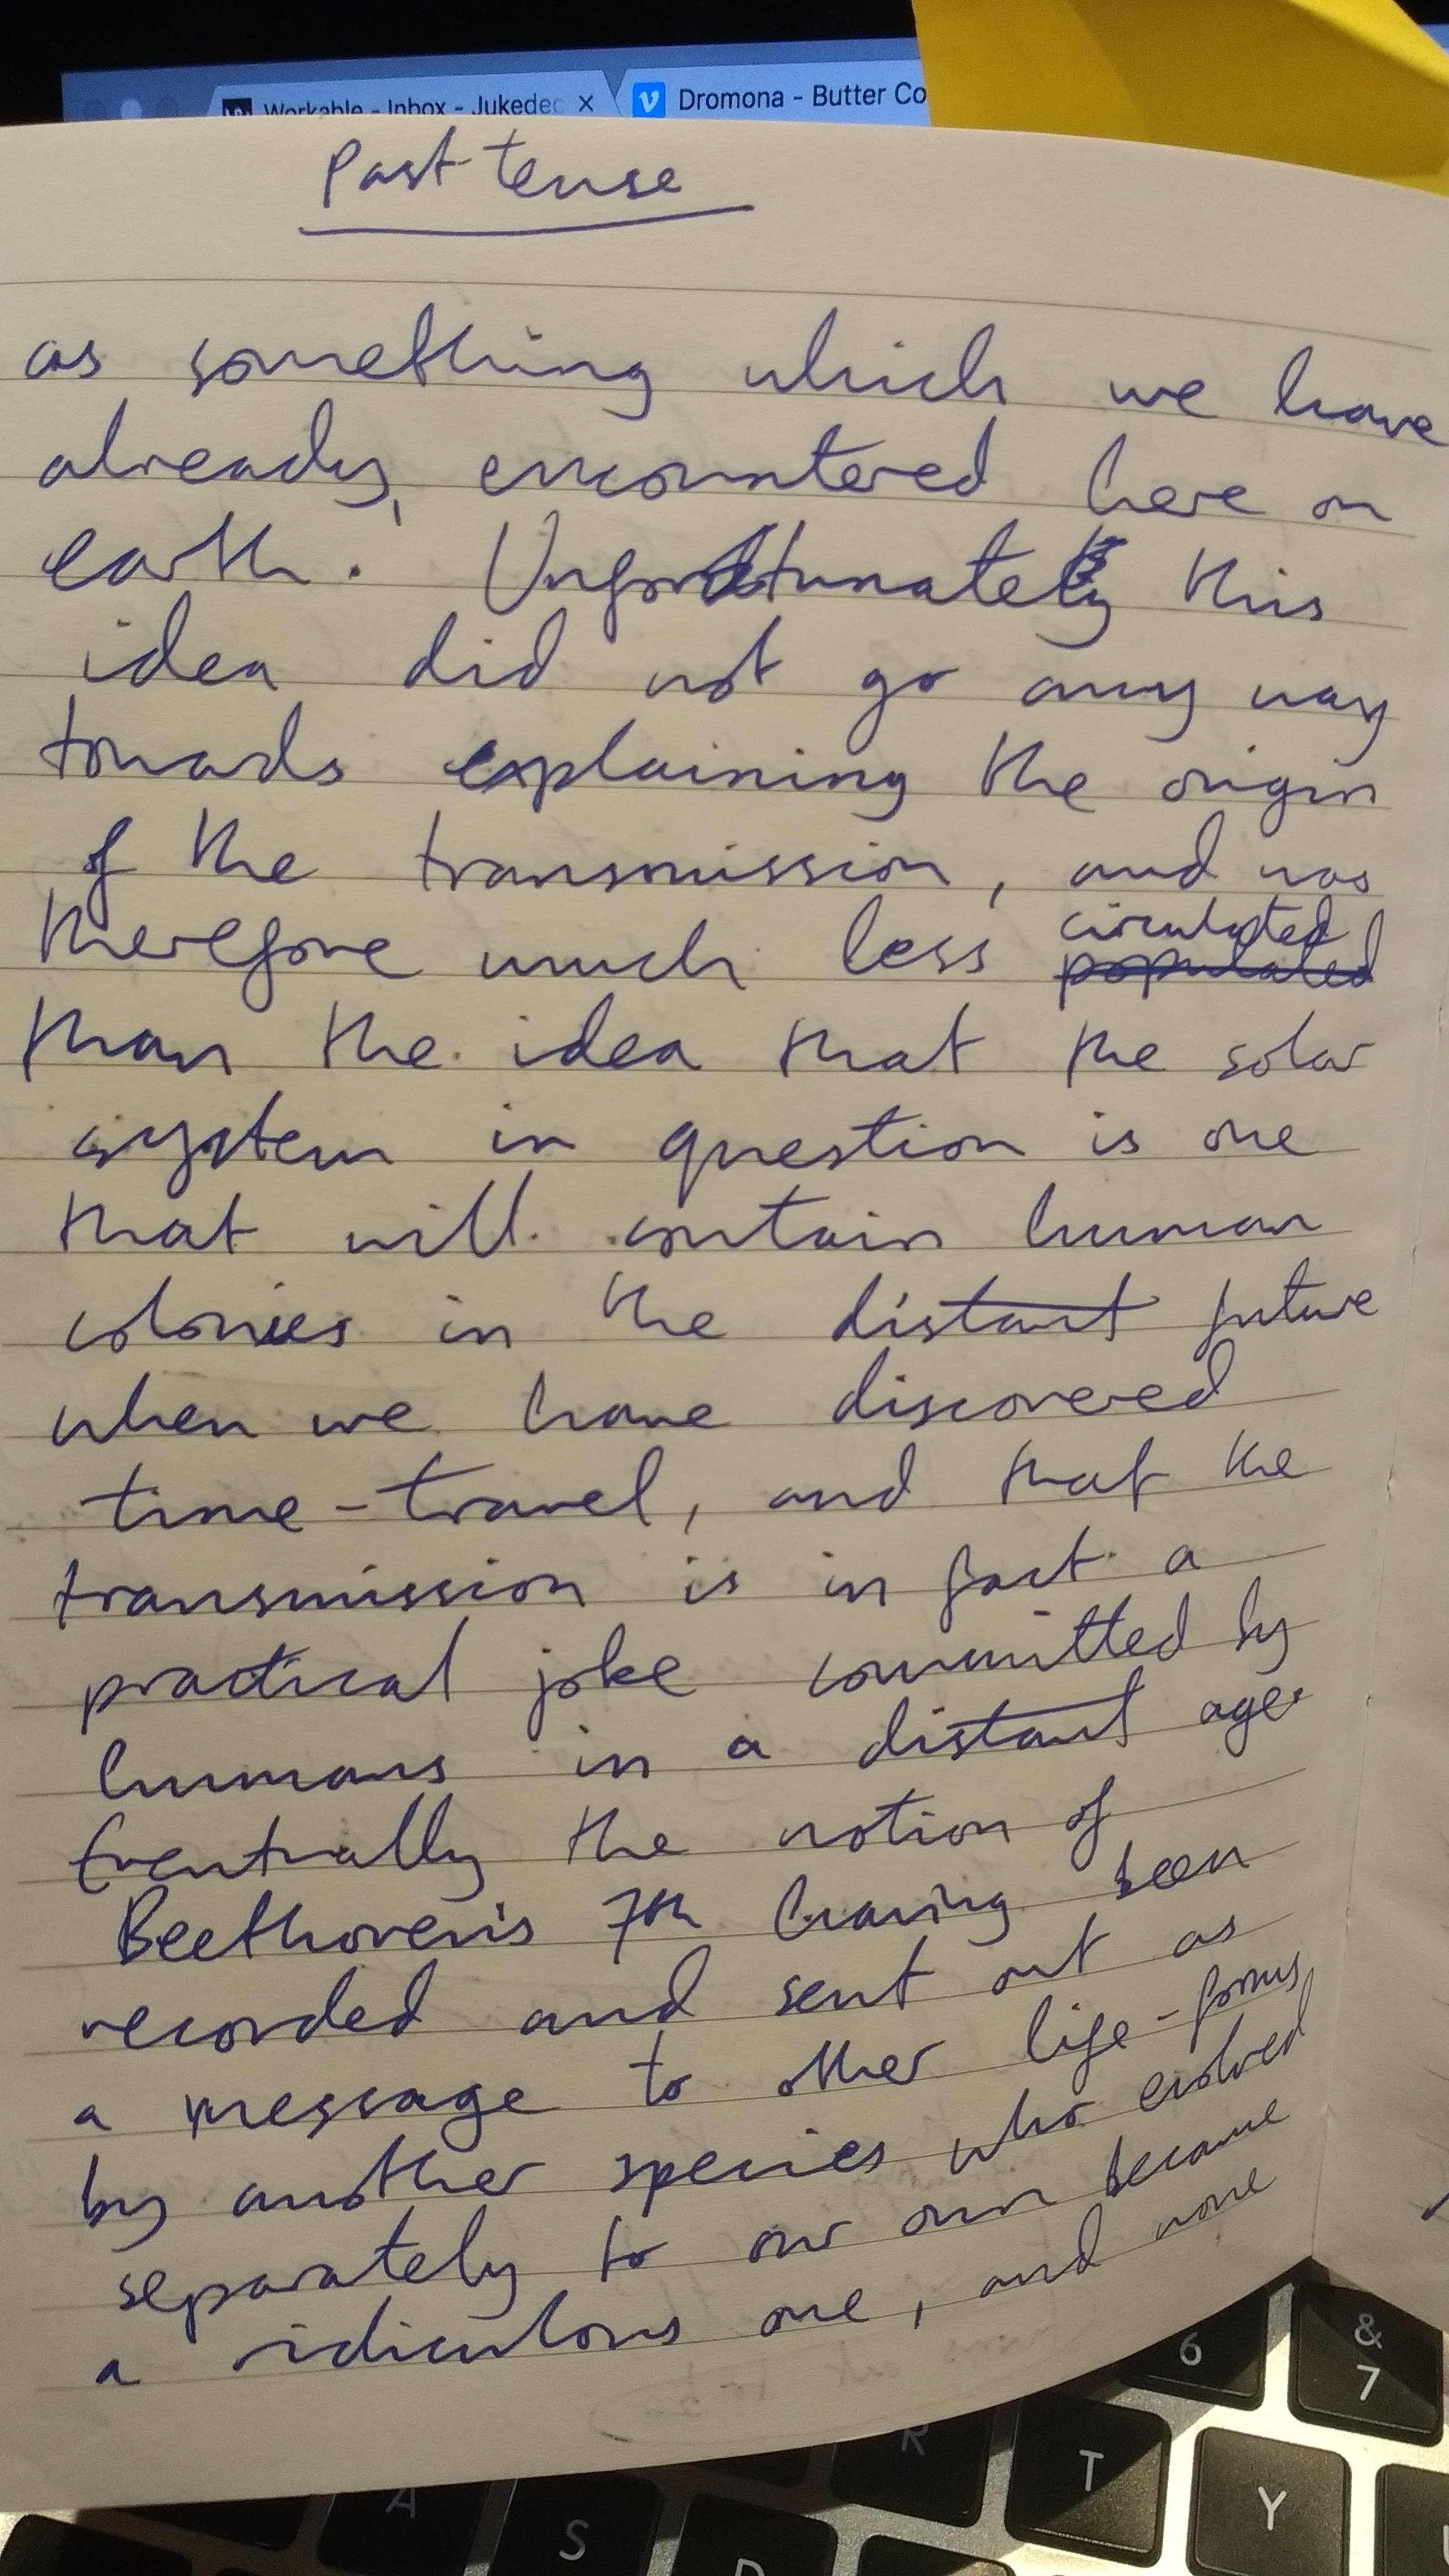 Workable - Inbox - Jukedec ×
Dromona - Butter Co
Past tense
as something which we have
already encountered here on
earth. Unfortunately this
idea did not go any way
towards explaining the origin
of the transmission, and was
therefore much less circulated
populated
than the idea that the solar
system in question is one
that will contain human
colonies in the distant future
when we have discovered
time-travel, and that the
transmission is in fact a
practical joke committed by
humans in a distant age.
Eventually the notion of
Beethoven's 7th having been
recorded and sent out as
a message to other life-forms
by another species who evolved
separately to our own became
a ridiculous one, and none
6
&
7
R
T
Y
A
S
D